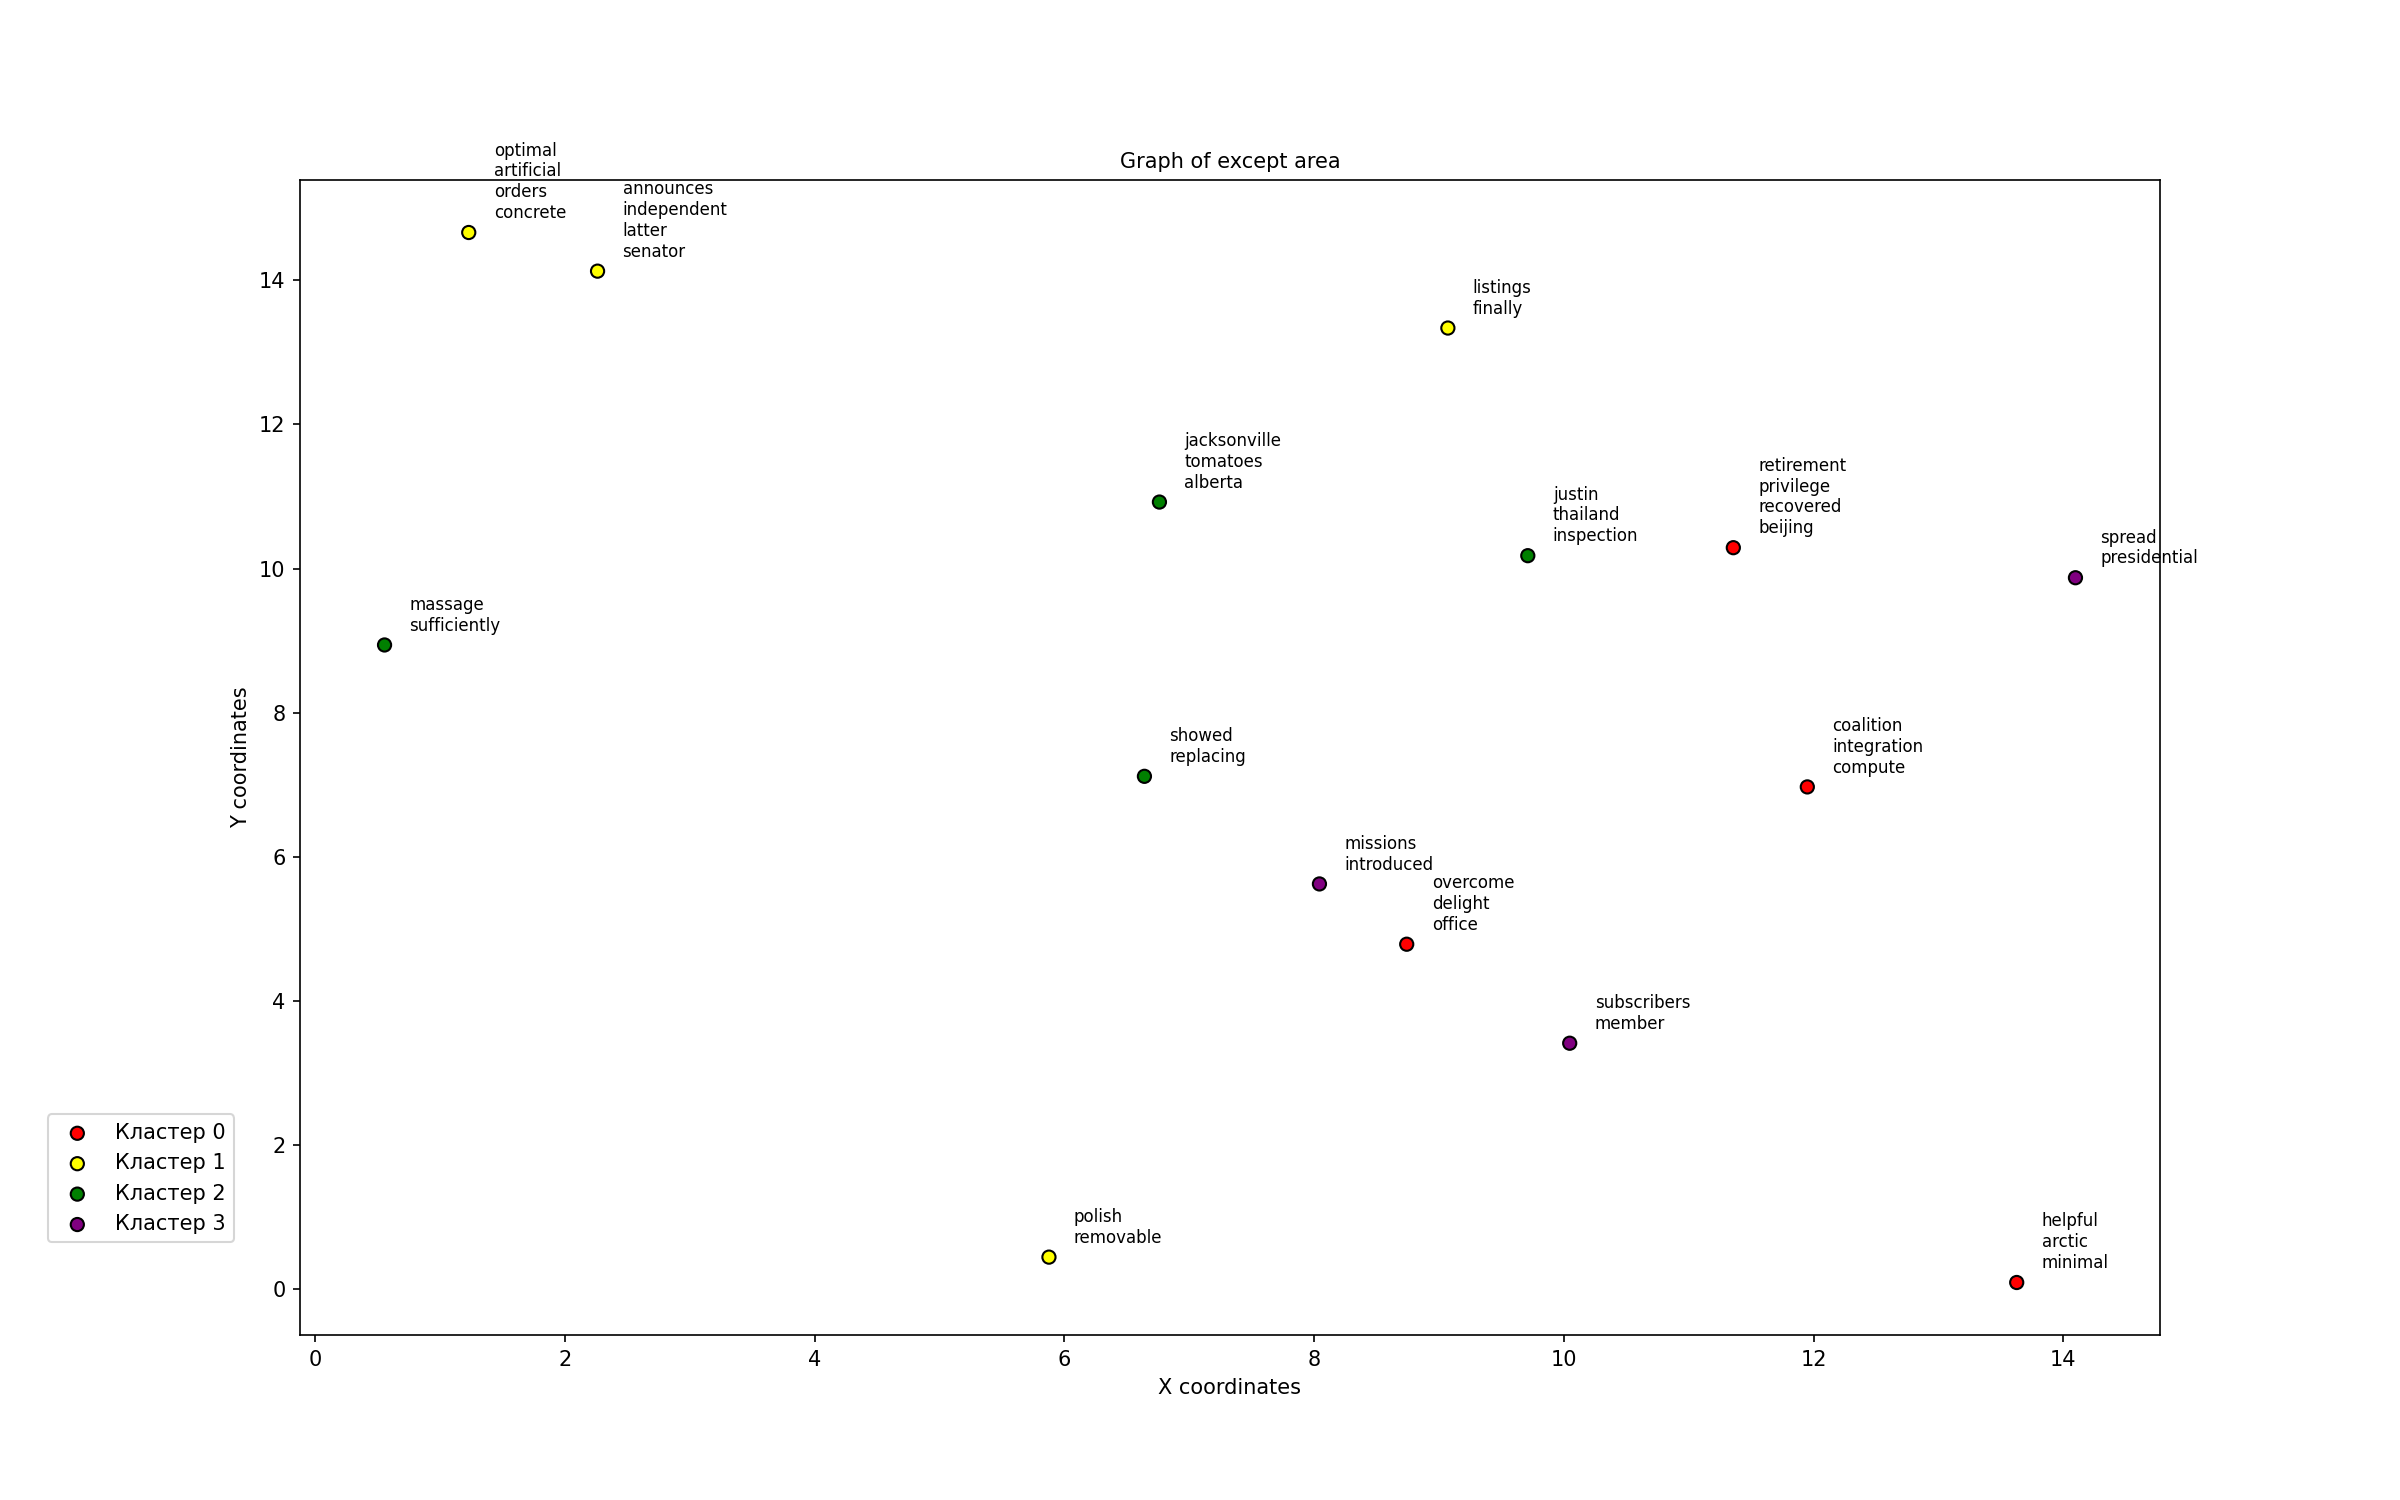 Graph of except area
optimal
artificial
orders
concrete
announces
independent
latter
senator
listings
finally
jacksonville
tomatoes
alberta
justin
thailand
inspection
retirement
privilege
recovered
beijing
spread
presidential
massage
sufficiently
showed
replacing
coalition
integration
compute
missions
introduced
overcome
delight
office
subscribers
member
polish
removable
helpful
arctic
minimal
Y coordinates
14
12
10
8
6
4
2
0
0 2 4 6 8 10 12 14
X coordinates
Кластер 0
Кластер 1
Кластер 2
Кластер 3